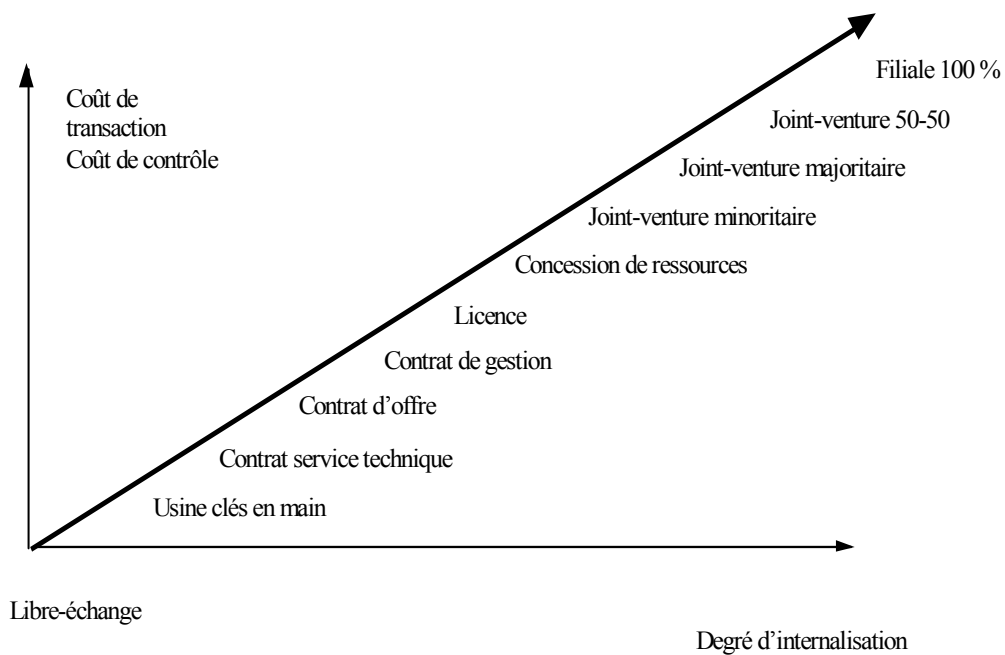 Filiale 100 %
Coût de
transaction
Coût de contrôle
Joint-venture 50-50
Joint-venture majoritaire
Joint-venture minoritaire
Concession de ressources
Licence
Contrat de gestion
Contrat d’offre
Contrat service technique
Usine clés en main
Libre-échange
Degré d’internalisation